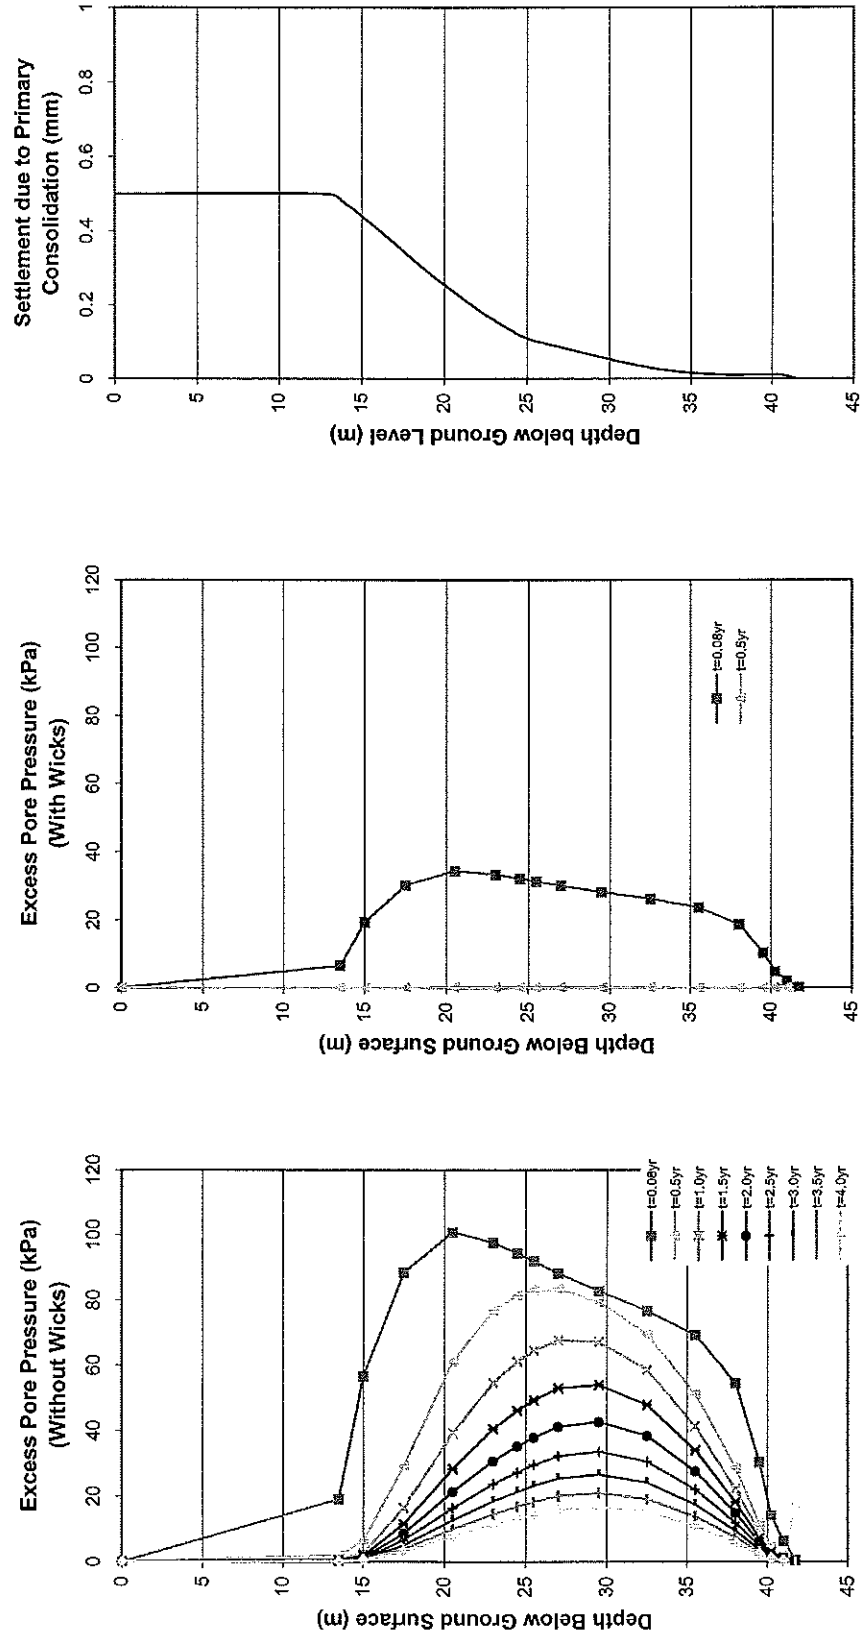 Excess Pore Pressure (kPa)
(Without Wicks)
0 20 40 60 80 100 120
Depth Below Ground Surface (m)
0
5
10
15
20
25
30
35
40
45
t=0.08yr
t=0.5yr
t=1.0yr
t=1.5yr
t=2.0yr
t=2.5yr
t=3.0yr
t=3.5yr
t=4.0yr
Excess Pore Pressure (kPa)
(With Wicks)
0 20 40 60 80 100 120
Depth Below Ground Surface (m)
0
5
10
15
20
25
30
35
40
45
t=0.08yr
t=0.5yr
Settlement due to Primary
Consolidation (mm)
0 0.2 0.4 0.6 0.8 1
Depth below Ground Level (m)
0
5
10
15
20
25
30
35
40
45